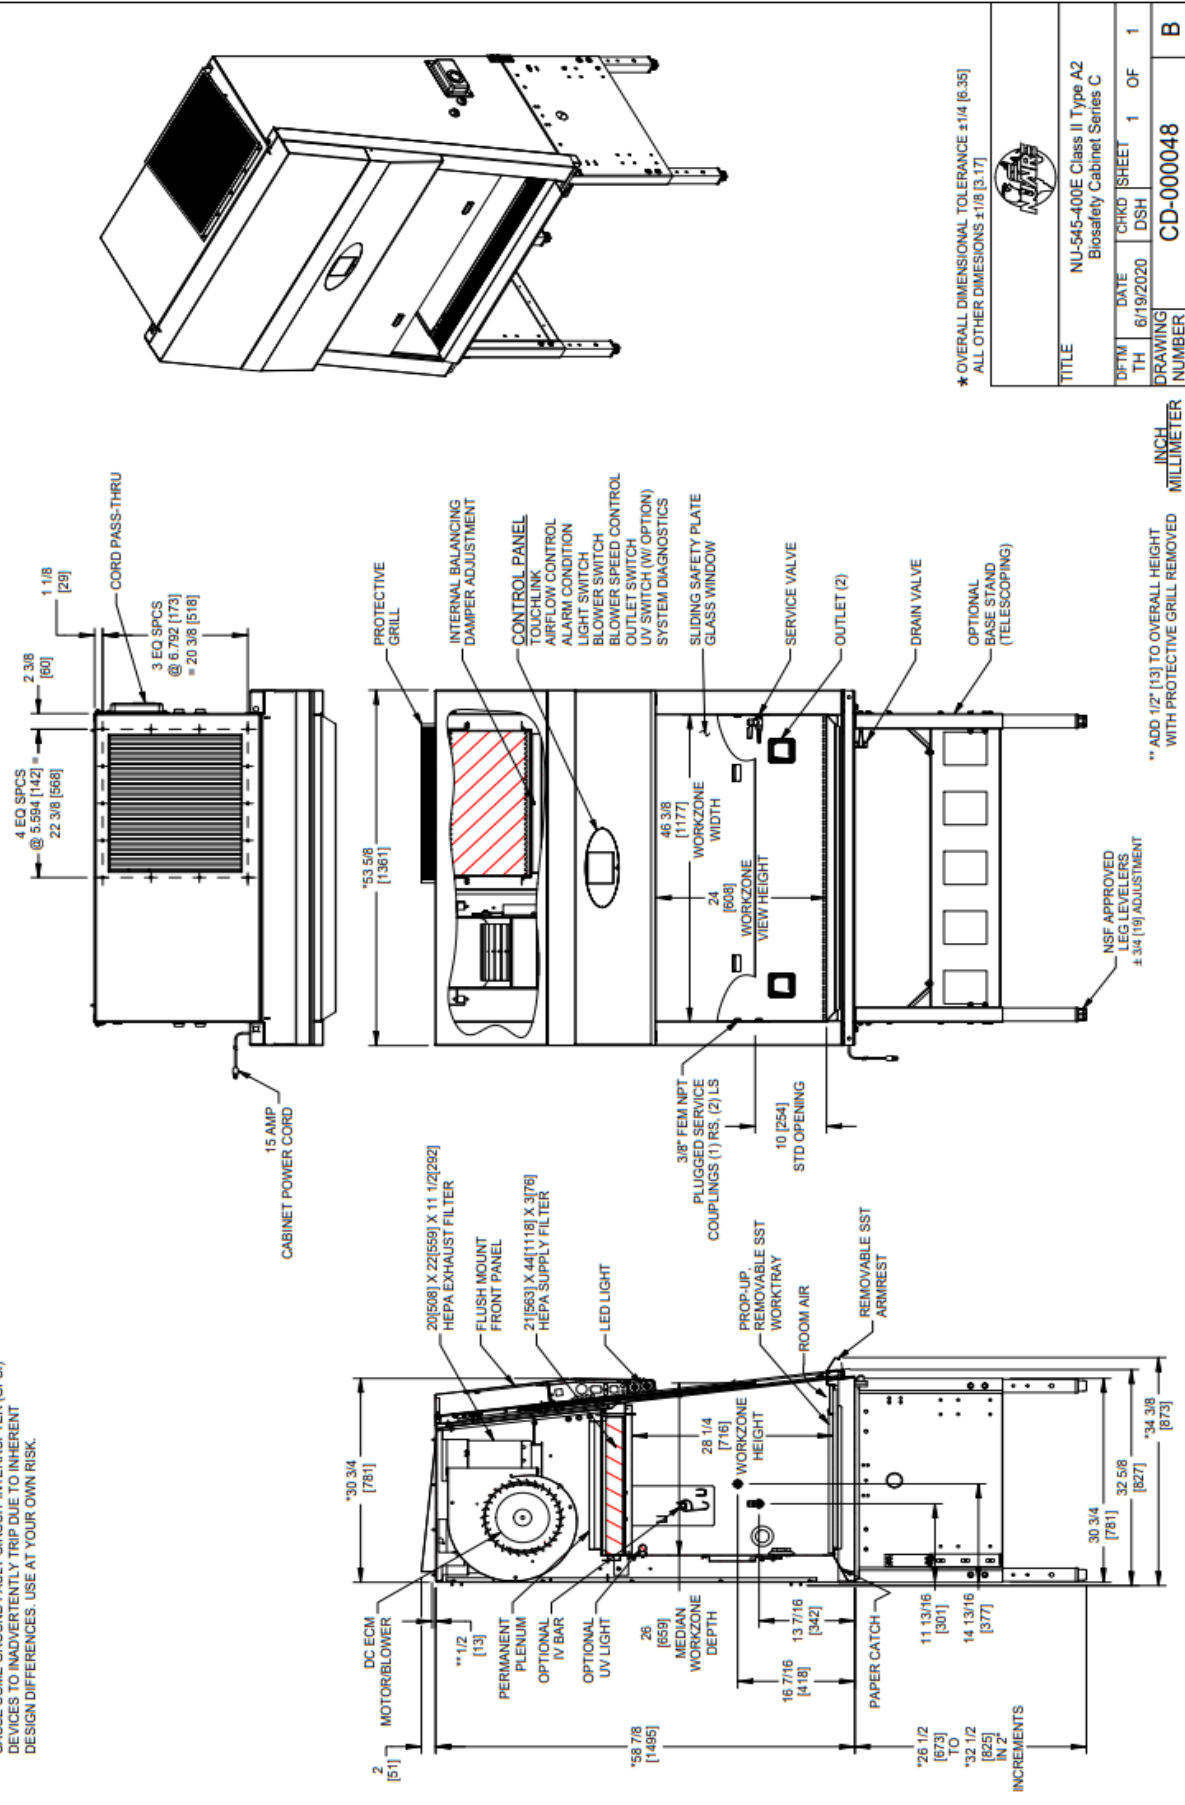 DEVICES TO INADVERTENTLY TRIP DUE TO INHERENT
DESIGN DIFFERENCES. USE AT YOUR OWN RISK.
4 EQ SPCS
@ 5.594 [142] =
22 3/8 [568]
2 3/8
[60]
1 1/8
[29]
CORD PASS-THRU
3 EQ SPCS
@ 6.792 [173]
= 20 3/8 [518]
15 AMP
CABINET POWER CORD
*53 5/8
[1361]
PROTECTIVE
GRILL
INTERNAL BALANCING
DAMPER ADJUSTMENT
CONTROL PANEL
TOUCHLINK
AIRFLOW CONTROL
ALARM CONDITION
LIGHT SWITCH
BLOWER SWITCH
BLOWER SPEED CONTROL
OUTLET SWITCH
UV SWITCH (W/ OPTION)
SYSTEM DIAGNOSTICS
SLIDING SAFETY PLATE
GLASS WINDOW
SERVICE VALVE
OUTLET (2)
DRAIN VALVE
OPTIONAL
BASE STAND
(TELESCOPING)
46 3/8
[1177]
WORKZONE
WIDTH
24
[608]
WORKZONE
VIEW HEIGHT
3/8" FEM NPT
PLUGGED SERVICE
COUPLINGS (1) RS, (2) LS
10 [254]
STD OPENING
NSF APPROVED
LEG LEVELERS
± 3/4 [19] ADJUSTMENT
*30 3/4
[781]
20[508] X 22[559] X 11 1/2[292]
HEPA EXHAUST FILTER
FLUSH MOUNT
FRONT PANEL
21[563] X 44[1118] X 3[76]
HEPA SUPPLY FILTER
LED LIGHT
PROP-UP,
REMOVABLE SST
WORKTRAY
ROOM AIR
REMOVABLE SST
ARMREST
2
[51]
DC ECM
MOTOR/BLOWER
**1/2
[13]
PERMANENT
PLENUM
OPTIONAL
IV BAR
OPTIONAL
UV LIGHT
26
[659]
MEDIAN
WORKZONE
DEPTH
28 1/4
[716]
WORKZONE
HEIGHT
13 7/16
[342]
16 7/16
[418]
PAPER CATCH
11 13/16
[301]
14 13/16
[377]
30 3/4
[781]
32 5/8
[827]
*34 3/8
[873]
*58 7/8
[1495]
*26 1/2
[673]
TO
*32 1/2
[825]
IN 2"
INCREMENTS
** ADD 1/2" [13] TO OVERALL HEIGHT
WITH PROTECTIVE GRILL REMOVED
INCH
MILLIMETER
* OVERALL DIMENSIONAL TOLERANCE ±1/4 [6.35]
ALL OTHER DIMESIONS ±1/8 [3.17]
NUAIRE
TITLE
NU-545-400E Class II Type A2
Biosafety Cabinet Series C
DFTM DATE CHKD SHEET 1 OF 1
TH 6/19/2020 DSH
DRAWING
NUMBER
CD-000048 B